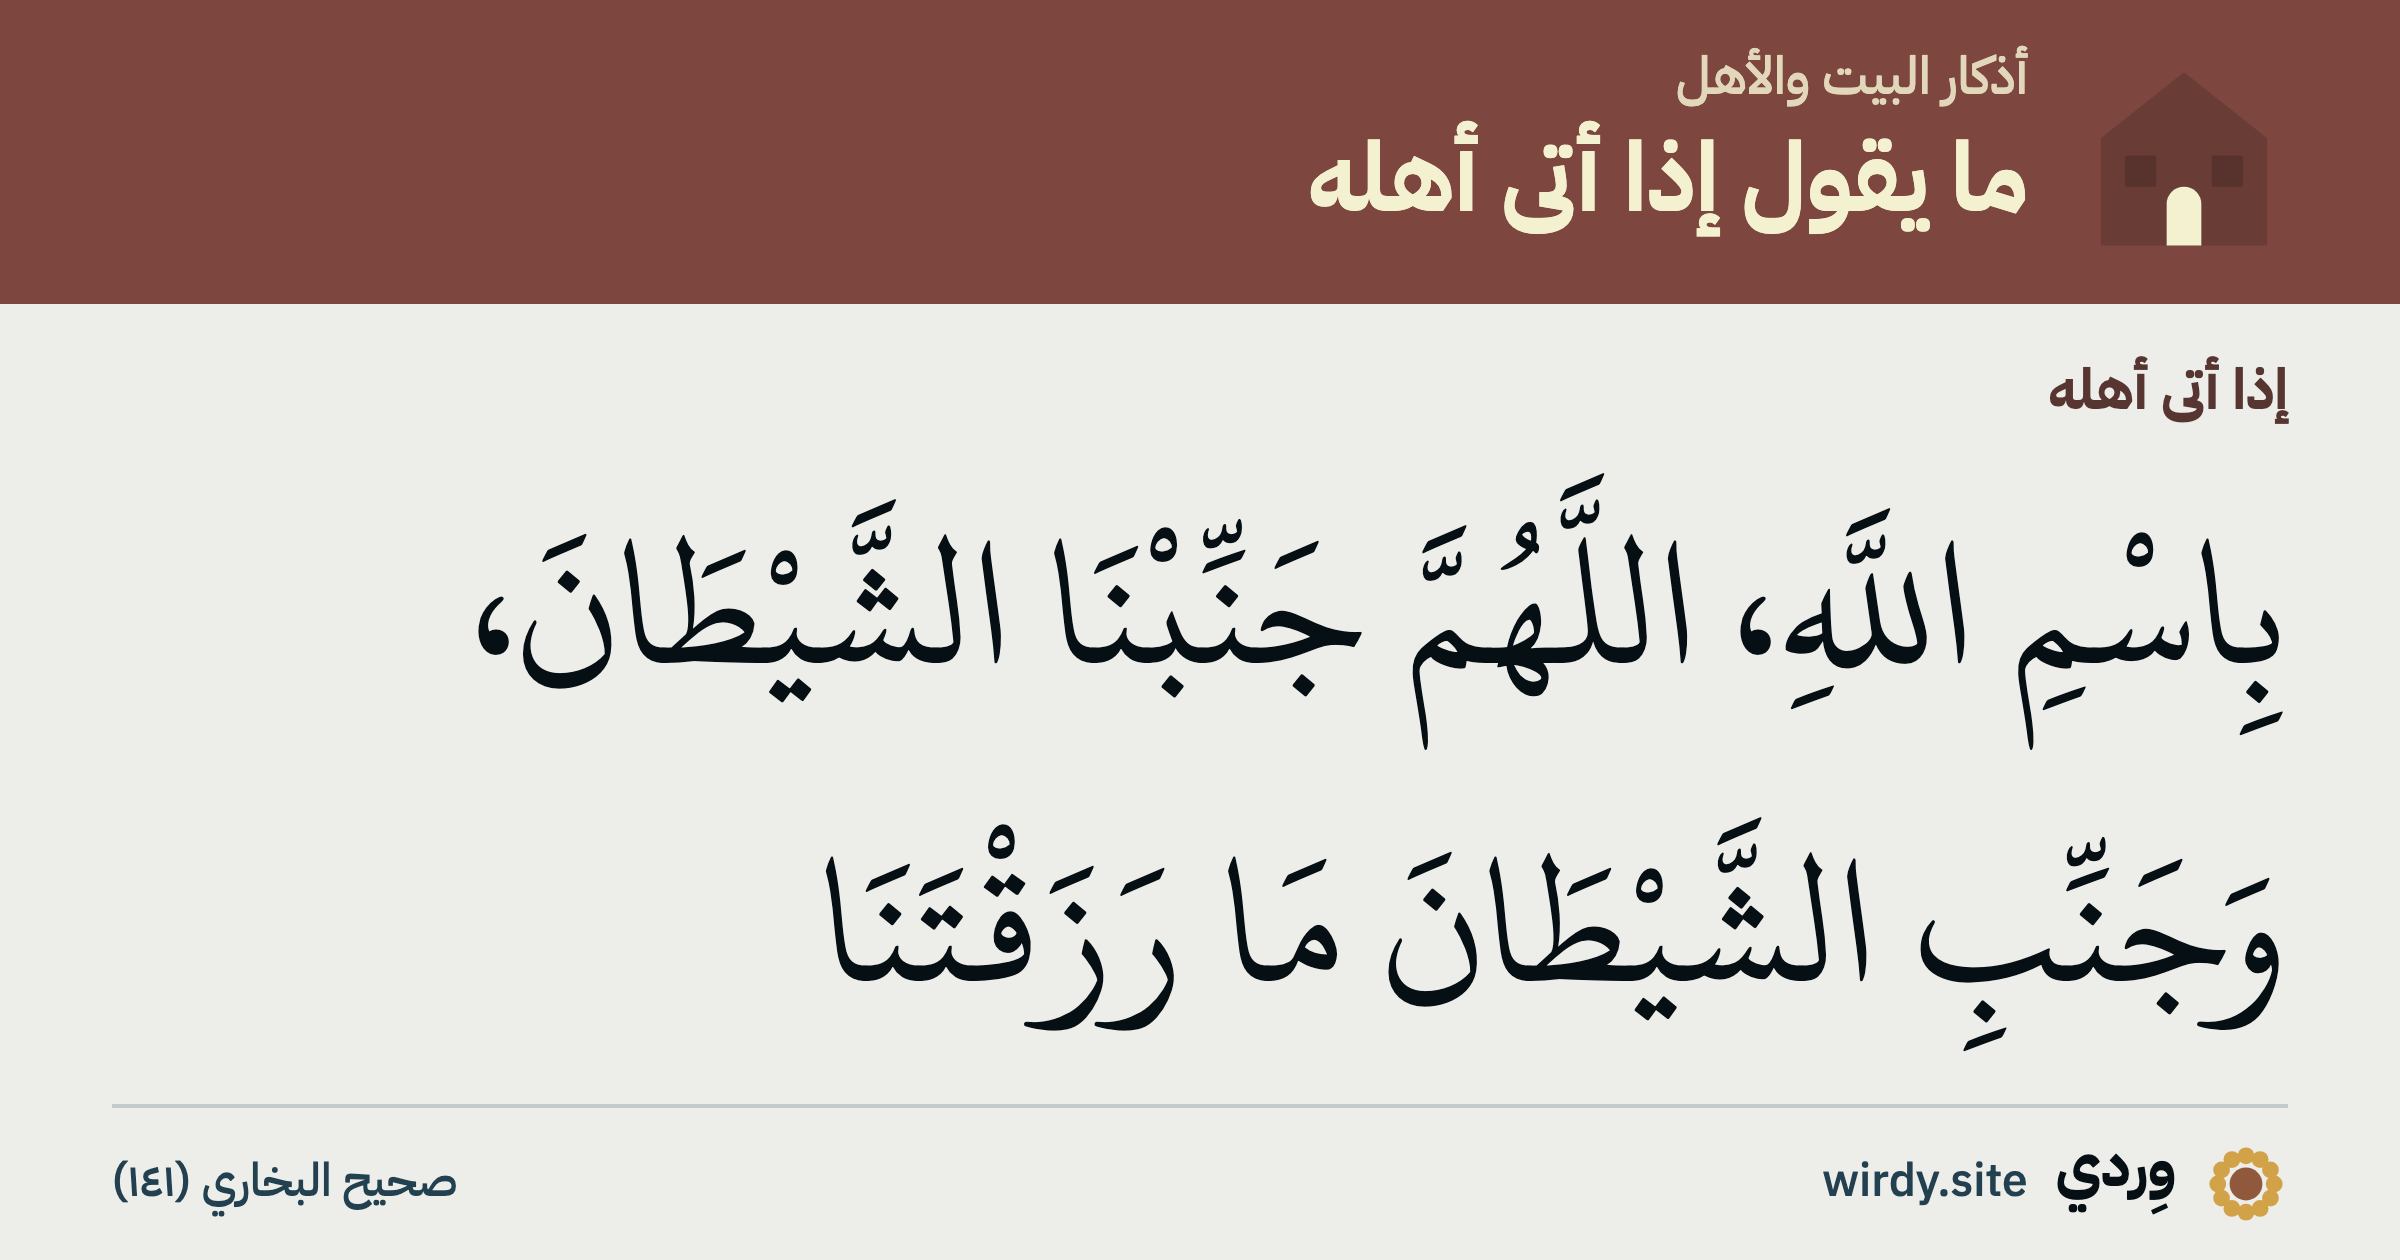 أذكار البيت والأهل
ما يقول إذا أتى أهله
إذا أتى أهله
بِاسْمِ اللَّهِ، اللَّهُمَّ جَنِّبْنَا الشَّيْطَانَ،
وَجَنِّبِ الشَّيْطَانَ مَا رَزَقْتَنَا
وِردي wirdy.site
صحيح البخاري (١٤١)